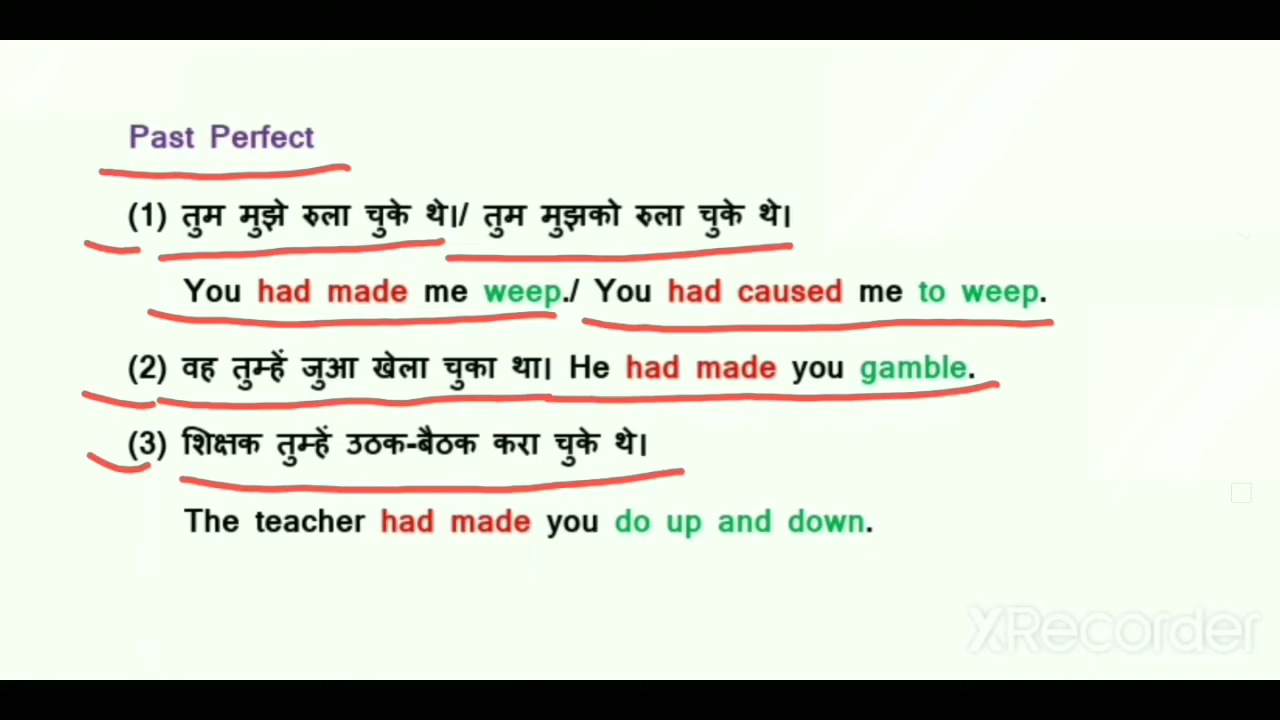 Past Perfect
(1) तुम मुझे रुला चुके थे।/ तुम मुझको रुला चुके थे।
You had made me weep./ You had caused me to weep.
(2) वह तुम्हें जुआ खेला चुका था। He had made you gamble.
(3) शिक्षक तुम्हें उठक-बैठक करा चुके थे।
The teacher had made you do up and down.
XRecorder